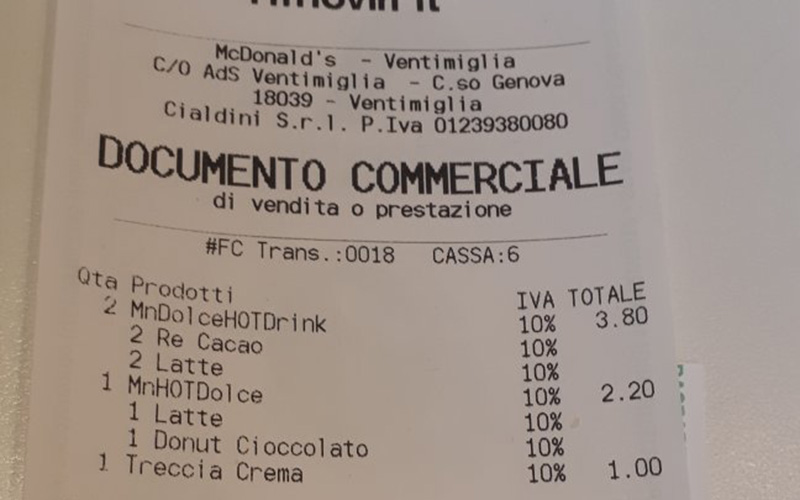 McDonald's - Ventimiglia
C/O AdS Ventimiglia - C.so Genova
18039 - Ventimiglia
Cialdini S.r.l. P.Iva 01239380080
DOCUMENTO COMMERCIALE
di vendita o prestazione
#FC Trans.:0018 CASSA:6
Qta Prodotti IVA TOTALE
2 MnDolceHOTDrink 10% 3.80
2 Re Cacao 10%
2 Latte 10%
1 MnHOTDolce 10% 2.20
1 Latte 10%
1 Donut Cioccolato 10%
1 Treccia Crema 10% 1.00